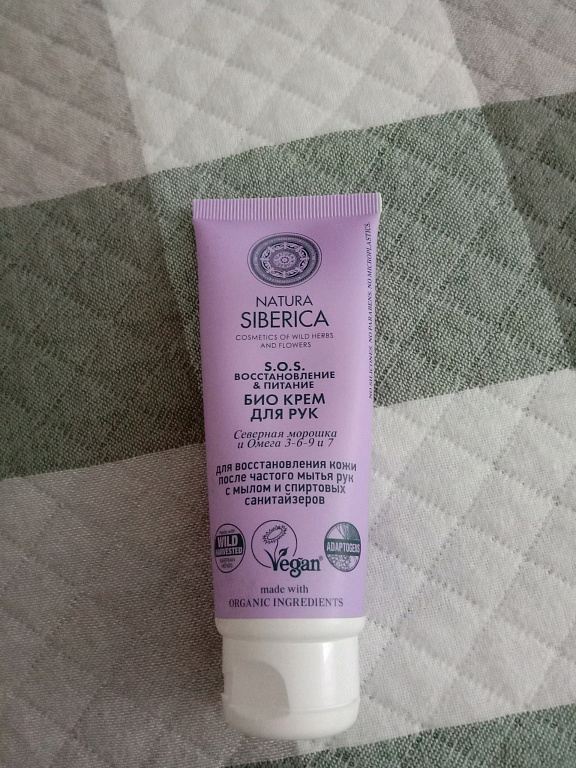 NATURA
SIBERICA
COSMETICS OF WILD HERBS
AND FLOWERS
S.O.S.
ВОССТАНОВЛЕНИЕ
& ПИТАНИЕ
БИО КРЕМ
ДЛЯ РУК
Северная морошка
и Омега 3-6-9 и 7
для восстановления кожи
после частого мытья рук
с мылом и спиртовых
санитайзеров
made with
WILD
HARVESTED
Vegan
ADAPTOGENS
made with
ORGANIC INGREDIENTS
NO SILICONES. NO PARABENS. NO MICROPLASTICS.